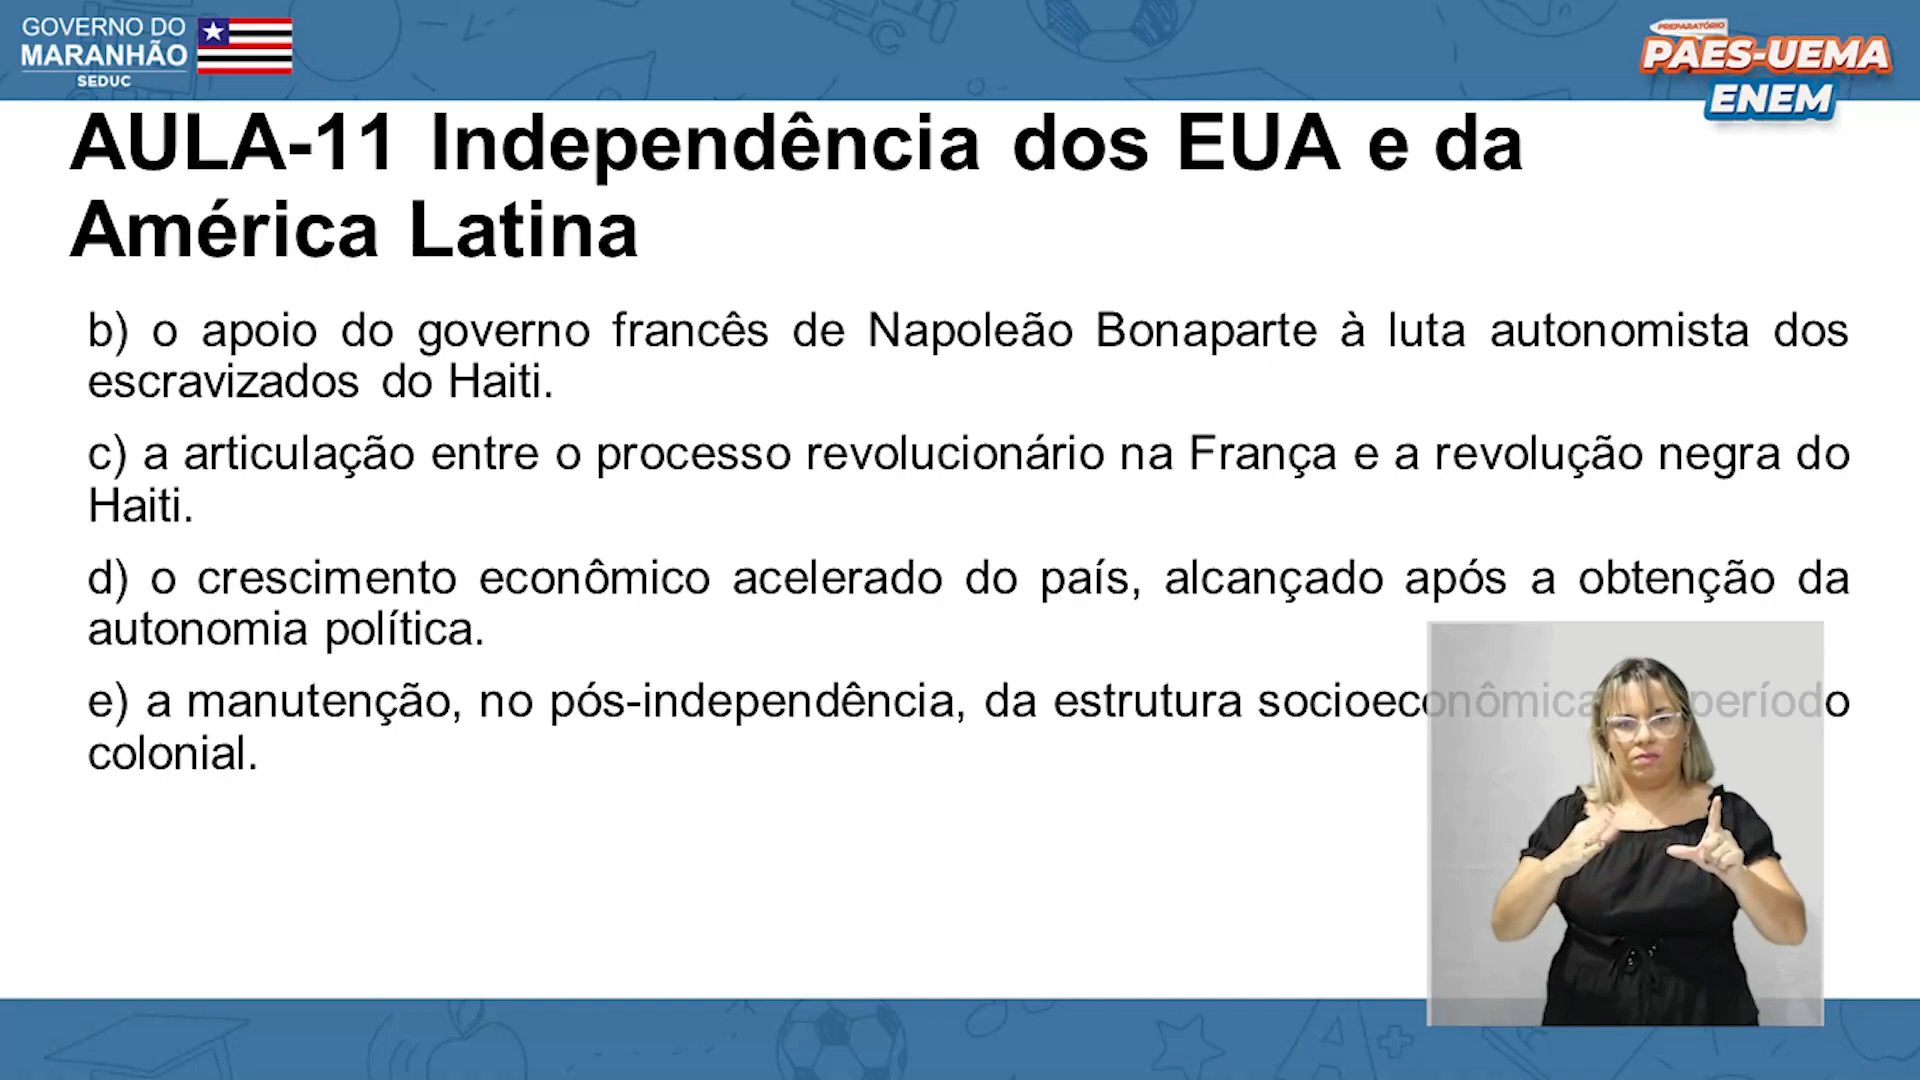 GOVERNO DO
MARANHÃO
SEDUC
PREPARATÓRIO
PAES-UEMA
ENEM
AULA-11 Independência dos EUA e da
América Latina
b) o apoio do governo francês de Napoleão Bonaparte à luta autonomista dos
escravizados do Haiti.
c) a articulação entre o processo revolucionário na França e a revolução negra do
Haiti.
d) o crescimento econômico acelerado do país, alcançado após a obtenção da
autonomia política.
e) a manutenção, no pós-independência, da estrutura socioeconômica período
colonial.
A+